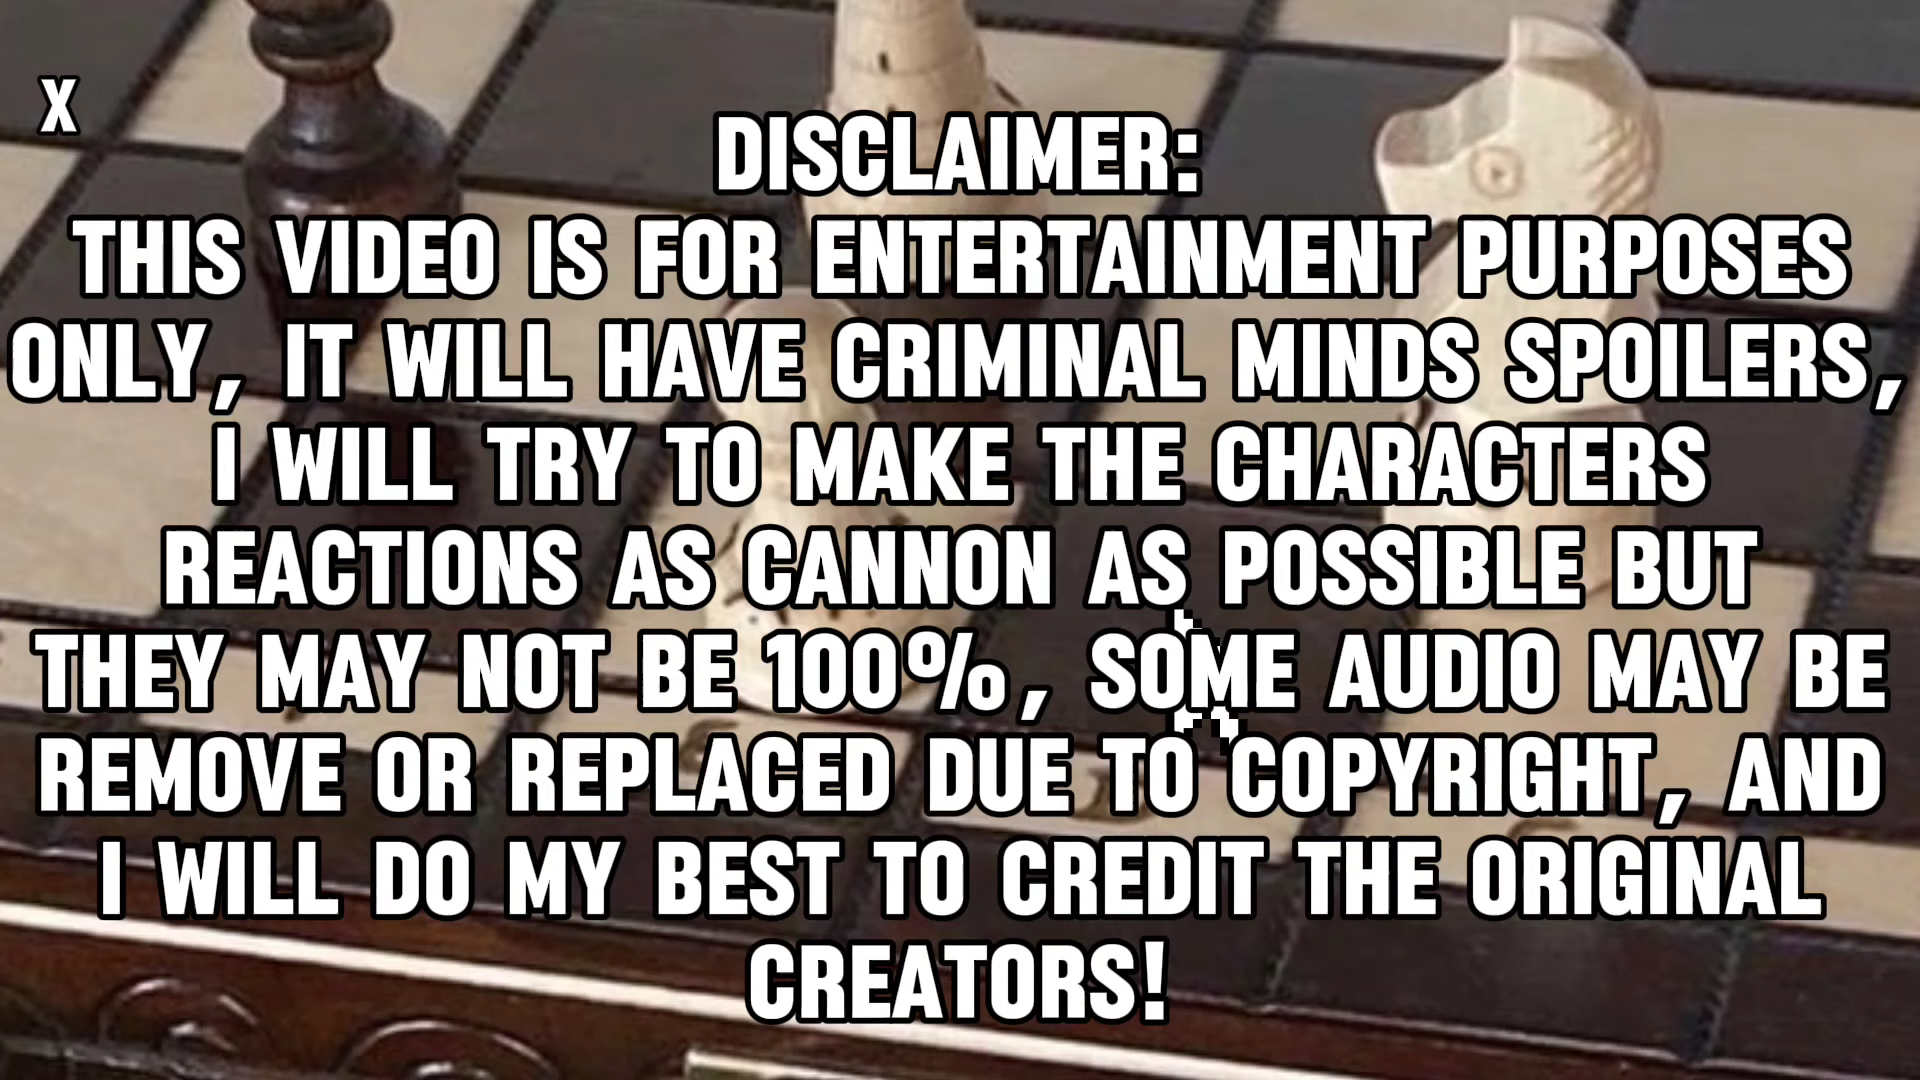 X
DISCLAIMER:
THIS VIDEO IS FOR ENTERTAINMENT PURPOSES
ONLY, IT WILL HAVE CRIMINAL MINDS SPOILERS,
I WILL TRY TO MAKE THE CHARACTERS
REACTIONS AS CANNON AS POSSIBLE BUT
THEY MAY NOT BE 100%, SOME AUDIO MAY BE
REMOVE OR REPLACED DUE TO COPYRIGHT, AND
I WILL DO MY BEST TO CREDIT THE ORIGINAL
CREATORS!